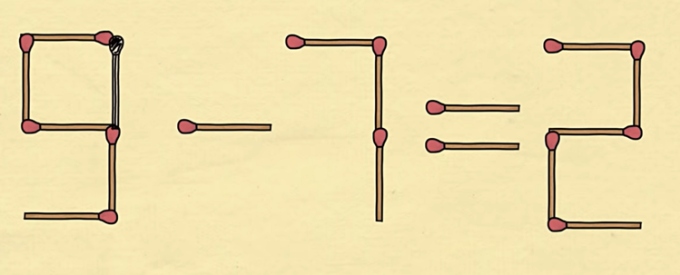 9 - 7 = 2